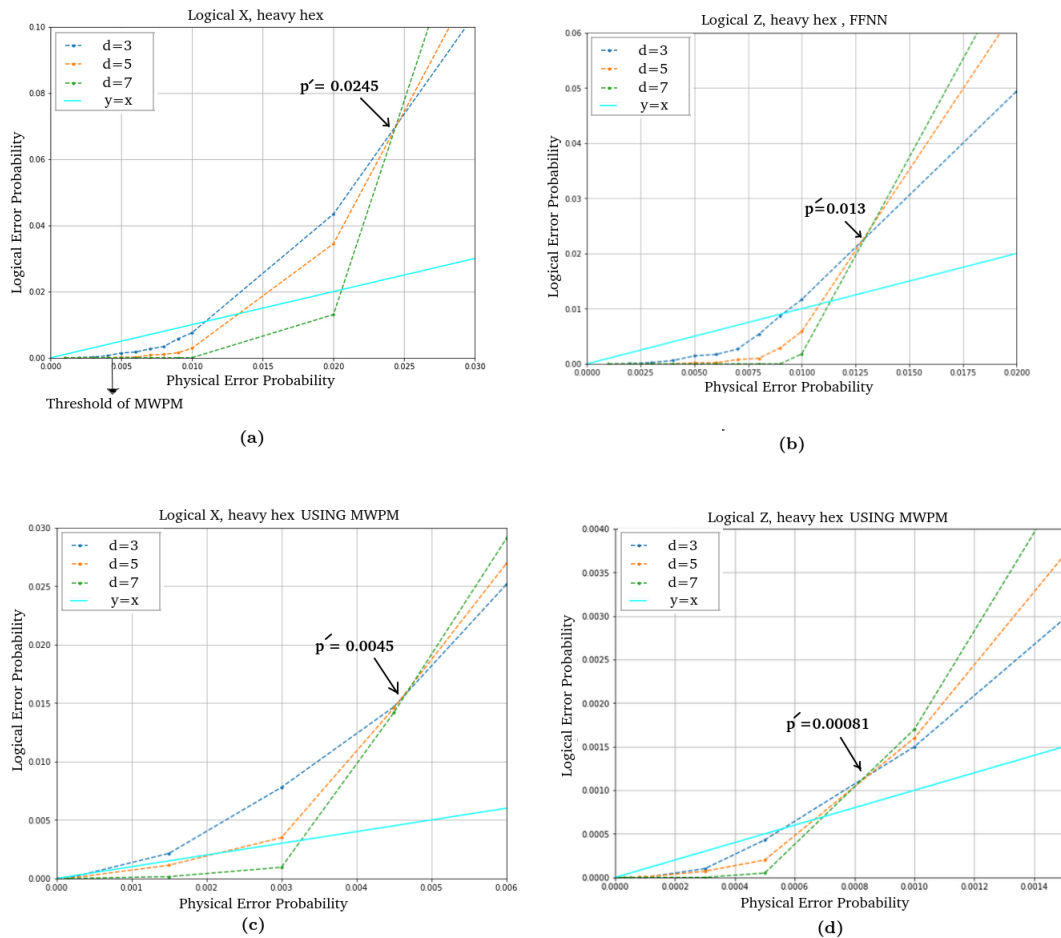 Logical X, heavy hex
0.10
0.08
0.06
0.04
0.02
0.00
Logical Error Probability
d=3
d=5
d=7
y=x
p′= 0.0245
0.000
0.005
0.010
0.015
0.020
0.025
0.030
Physical Error Probability
Threshold of MWPM
(a)
Logical Z, heavy hex , FFNN
0.06
0.05
0.04
0.03
0.02
0.01
0.00
Logical Error Probability
d=3
d=5
d=7
y=x
p′=0.013
0.0000
0.0025
0.0050
0.0075
0.0100
0.0125
0.0150
0.0175
0.0200
Physical Error Probability
(b)
Logical X, heavy hex USING MWPM
0.030
0.025
0.020
0.015
0.010
0.005
0.000
Logical Error Probability
d=3
d=5
d=7
y=x
p′ = 0.0045
0.000
0.001
0.002
0.003
0.004
0.005
0.006
Physical Error Probability
(c)
Logical Z, heavy hex USING MWPM
0.0040
0.0035
0.0030
0.0025
0.0020
0.0015
0.0010
0.0005
0.0000
Logical Error Probability
d=3
d=5
d=7
y=x
p′=0.00081
0.0000
0.0002
0.0004
0.0006
0.0008
0.0010
0.0012
0.0014
Physical Error Probability
(d)